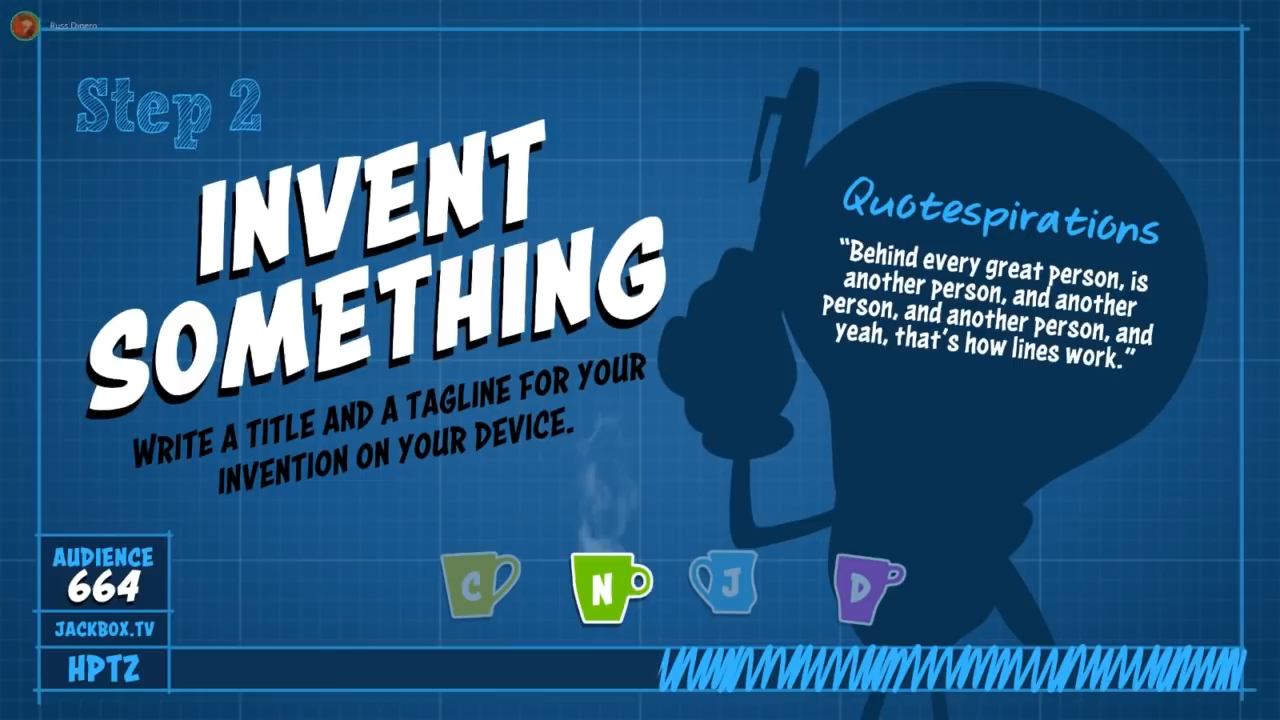 Russ Dinero
Step 2
INVENT
SOMETHING
WRITE A TITLE AND A TAGLINE FOR YOUR
INVENTION ON YOUR DEVICE.
Quotespirations
“Behind every great person, is
another person, and another
person, and another person, and
yeah, that's how lines work.”
C
N
J
D
AUDIENCE
664
JACKBOX.TV
HPTZ